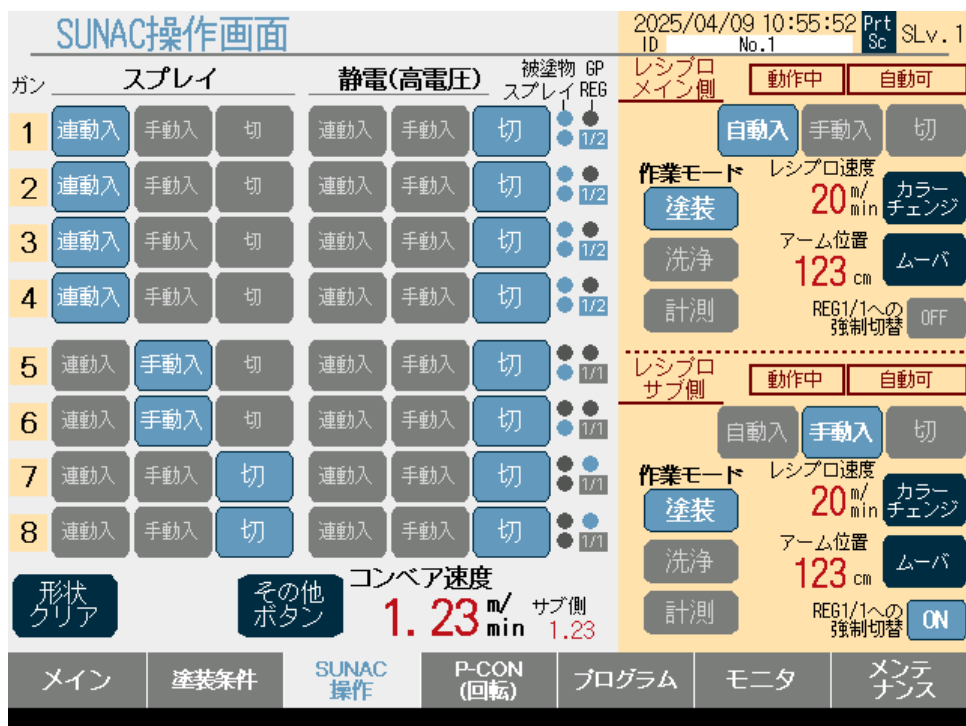 SUNAC操作画面
2025/04/09 10:55:52
ID No.1
Prt
Sc
SLv.1
ガン スプレイ 静電(高電圧)
被塗物 GP
スプレイ REG
1 連動入 手動入 切 連動入 手動入 切 1/2
2 連動入 手動入 切 連動入 手動入 切 1/2
3 連動入 手動入 切 連動入 手動入 切 1/2
4 連動入 手動入 切 連動入 手動入 切 1/2
5 連動入 手動入 切 連動入 手動入 切 1/1
6 連動入 手動入 切 連動入 手動入 切 1/1
7 連動入 手動入 切 連動入 手動入 切 1/1
8 連動入 手動入 切 連動入 手動入 切 1/1
形状
クリア
その他
ボタン
コンベア速度
1.23 m/min
サブ側
1.23
レシプロ
メイン側
動作中 自動可
自動入 手動入 切
作業モード
塗装
洗浄
計測
レシプロ速度
20 m/min
カラー
チェンジ
アーム位置
123 cm
ムーバ
REG1/1への
強制切替
OFF
レシプロ
サブ側
動作中 自動可
自動入 手動入 切
作業モード
塗装
洗浄
計測
レシプロ速度
20 m/min
カラー
チェンジ
アーム位置
123 cm
ムーバ
REG1/1への
強制切替
ON
メイン
塗装条件
SUNAC
操作
P-CON
(回転)
プログラム
モニタ
メンテ
ナンス